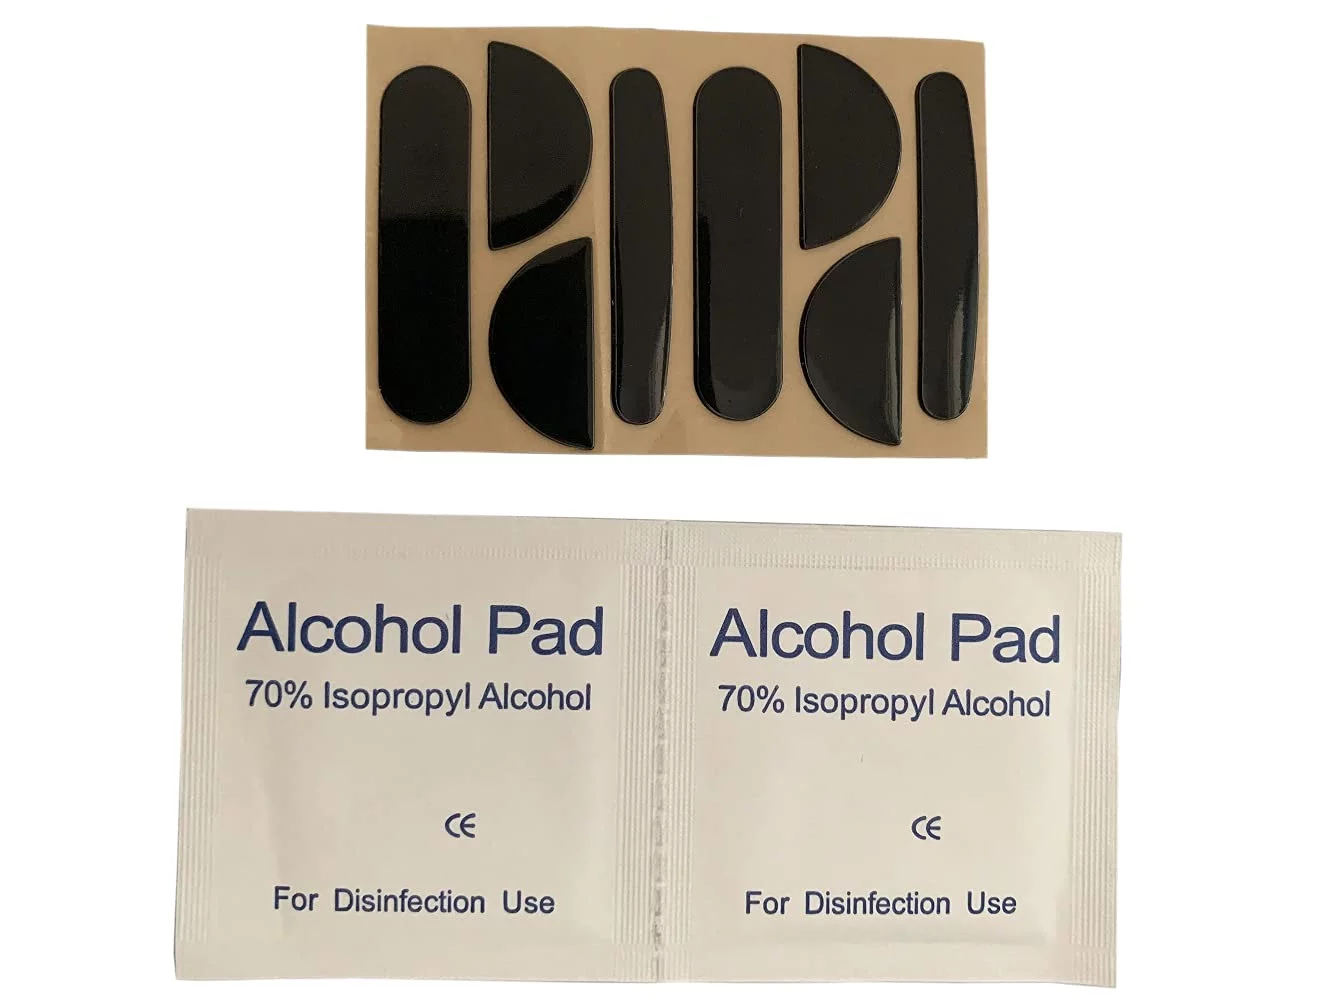 Alcohol Pad
70% Isopropyl Alcohol
CE
For Disinfection Use
Alcohol Pad
70% Isopropyl Alcohol
CE
For Disinfection Use